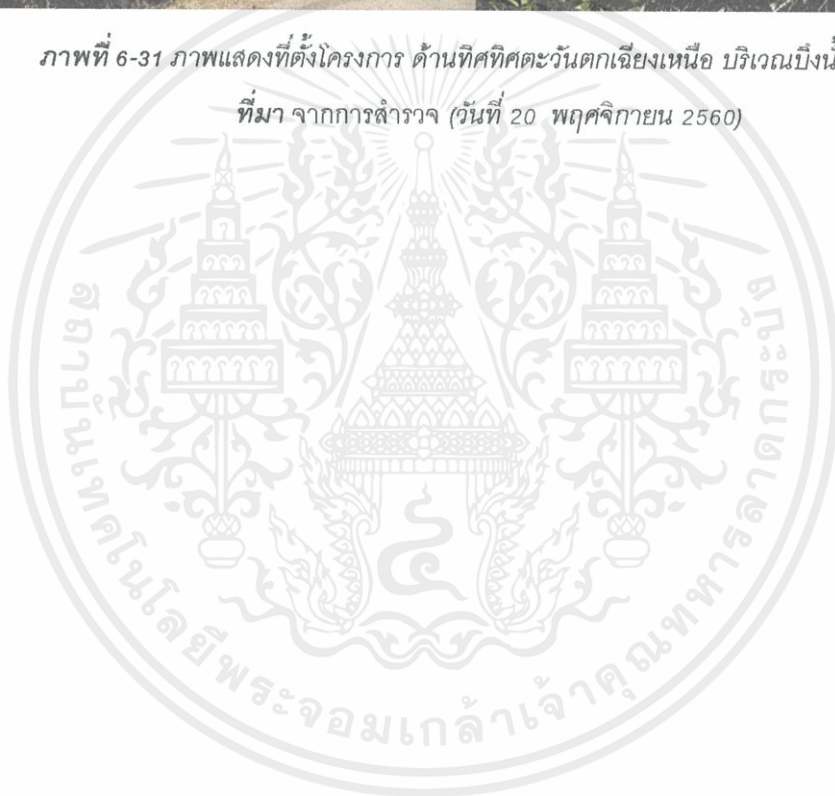 ภาพที่ 6-31 ภาพแสดงที่ตั้งโครงการ ด้านทิศทิศตะวันตกเฉียงเหนือ บริเวณบึงน้
ที่มา จากการสำรวจ (วันที่ 20 พฤศจิกายน 2560)
สถาบันเทคโนโลยีพระจอมเกล้าเจ้าคุณทหารลาดกระบัง